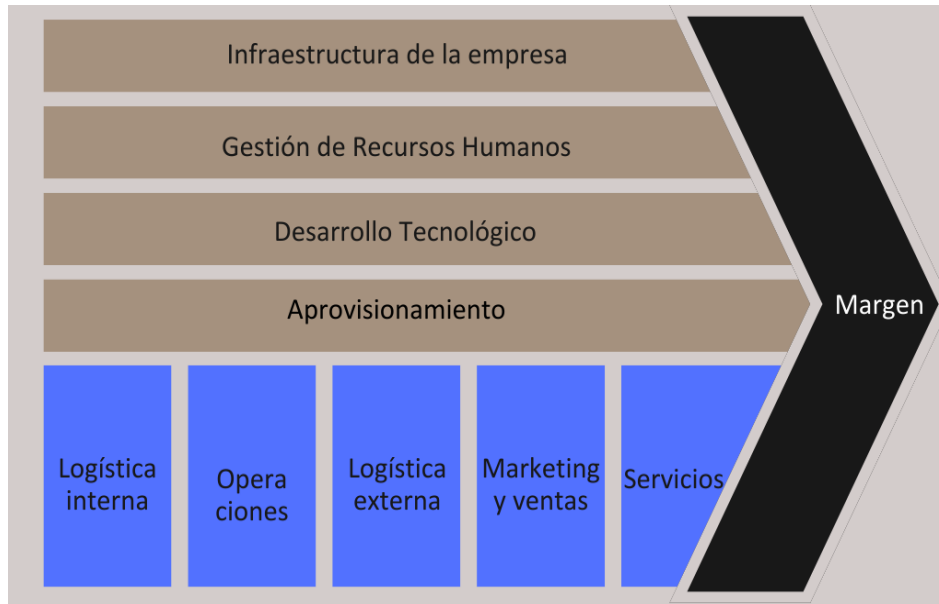 Infraestructura de la empresa
Gestión de Recursos Humanos
Desarrollo Tecnológico
Aprovisionamiento
Margen
Logística
interna
Opera
ciones
Logística
externa
Marketing
y ventas
Servicios